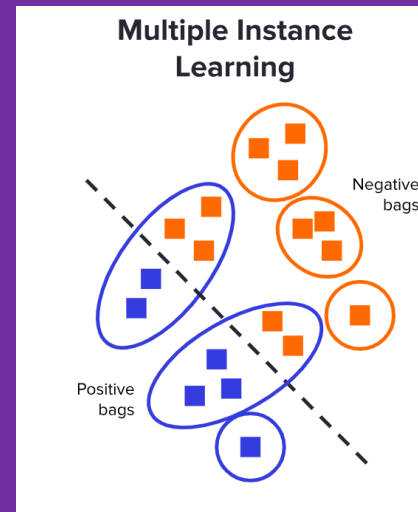 Multiple Instance
Learning
Negative
bags
Positive
bags